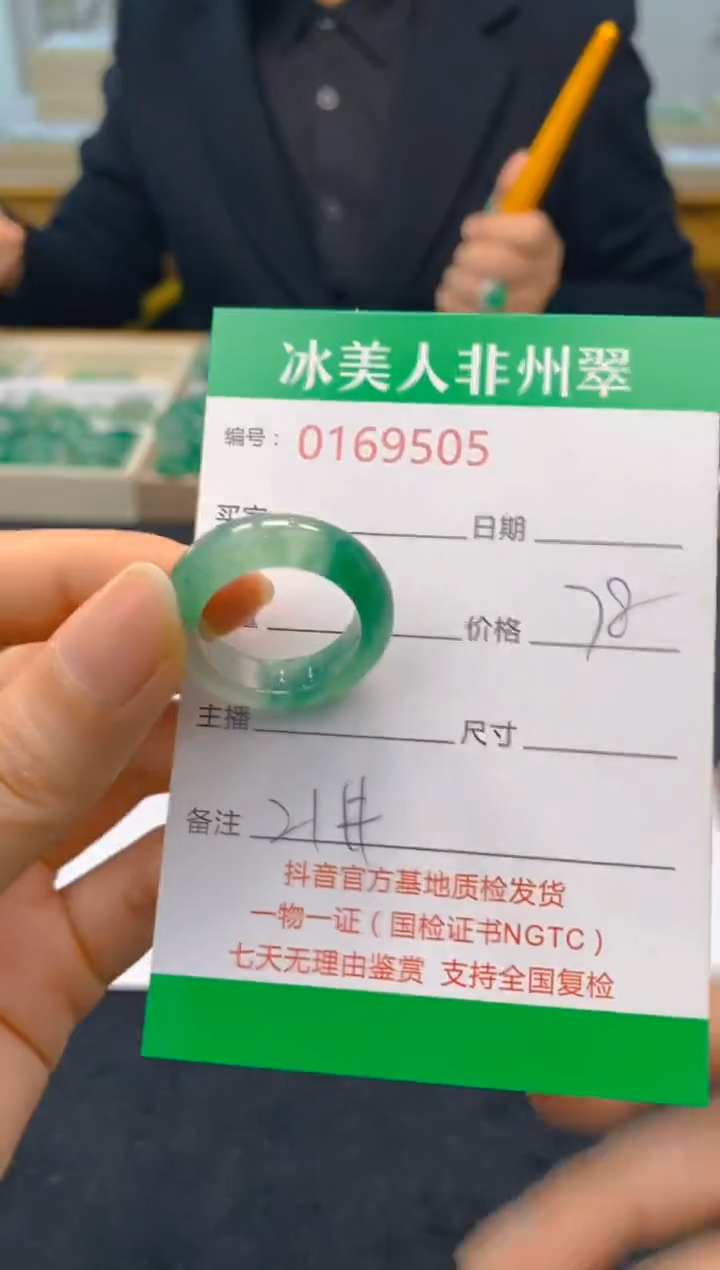 冰美人非州翠
编号：0169505
买家 日期
价格 78
主播 尺寸
备注 21#
抖音官方基地质检发货
一物一证（国检证书NGTC）
七天无理由鉴赏 支持全国复检